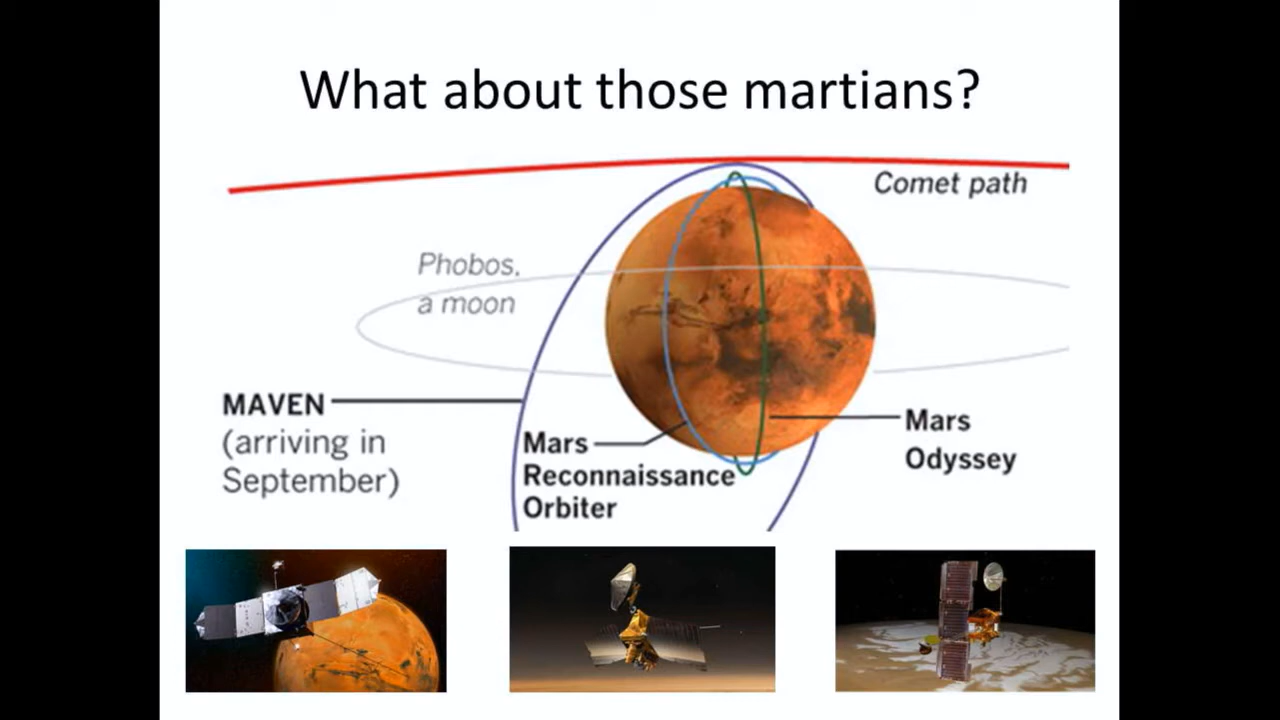 What about those martians?
Comet path
Phobos,
a moon
MAVEN
(arriving in
September)
Mars
Reconnaissance
Orbiter
Mars
Odyssey